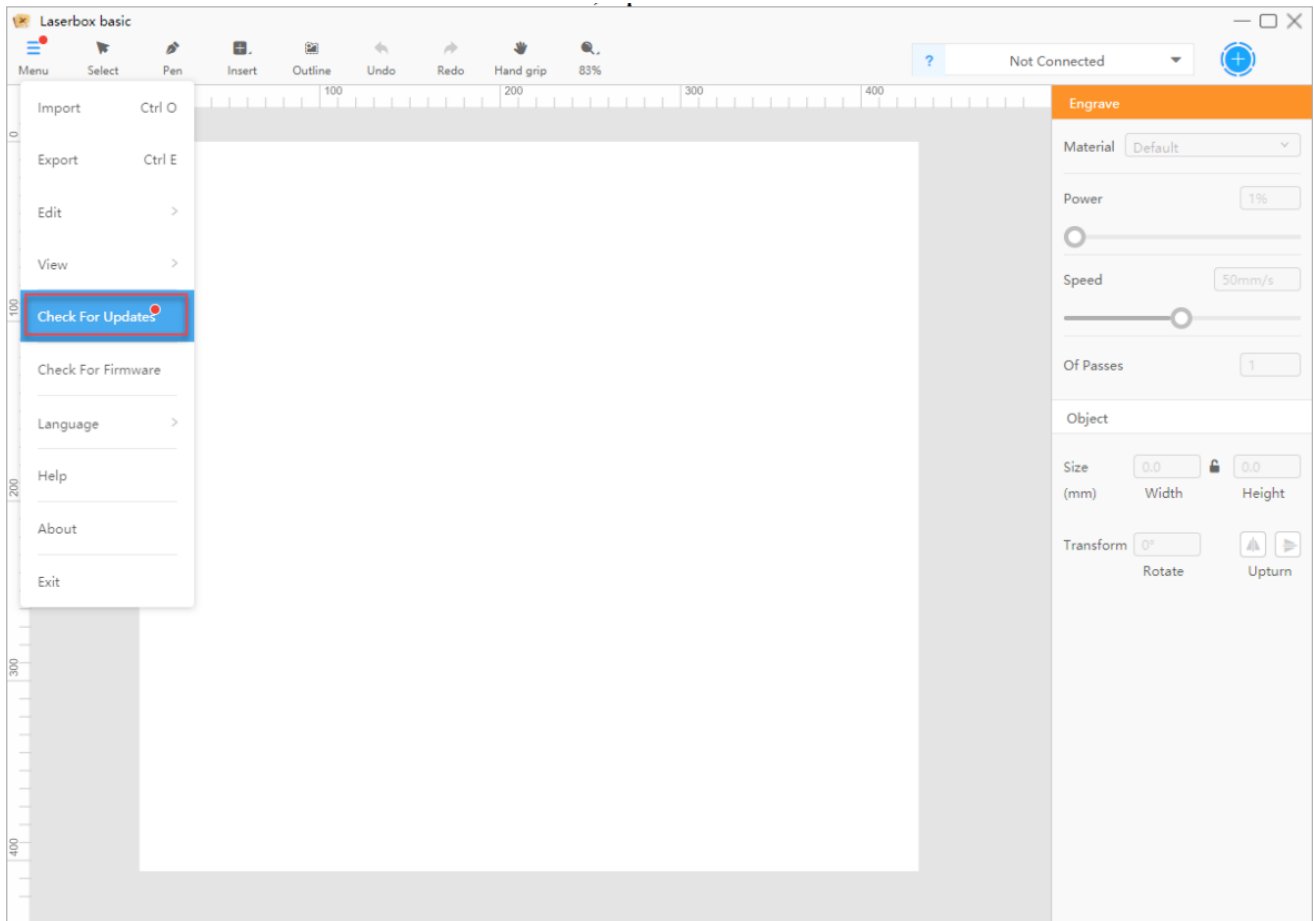 Laserbox basic
Menu Select Pen Insert Outline Undo Redo Hand grip 83%
? Not Connected
100 200 300 400
Import Ctrl O
Export Ctrl E
Edit
View
Check For Updates
Check For Firmware
Language
Help
About
Exit
0
100
200
300
400
Engrave
Material Default
Power 1%
Speed 50mm/s
Of Passes 1
Object
Size 0.0 0.0
(mm) Width Height
Transform 0°
Rotate Upturn